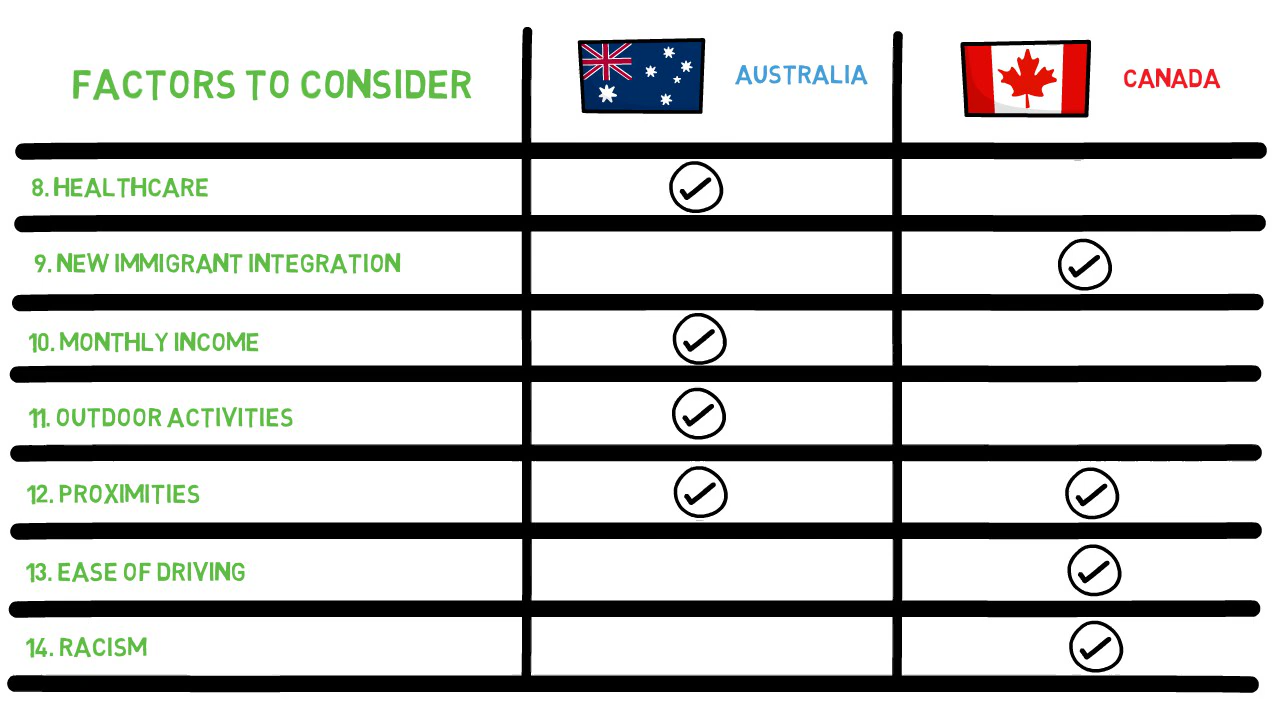 FACTORS TO CONSIDER AUSTRALIA CANADA
8. HEALTHCARE
9. NEW IMMIGRANT INTEGRATION
10. MONTHLY INCOME
11. OUTDOOR ACTIVITIES
12. PROXIMITIES
13. EASE OF DRIVING
14. RACISM